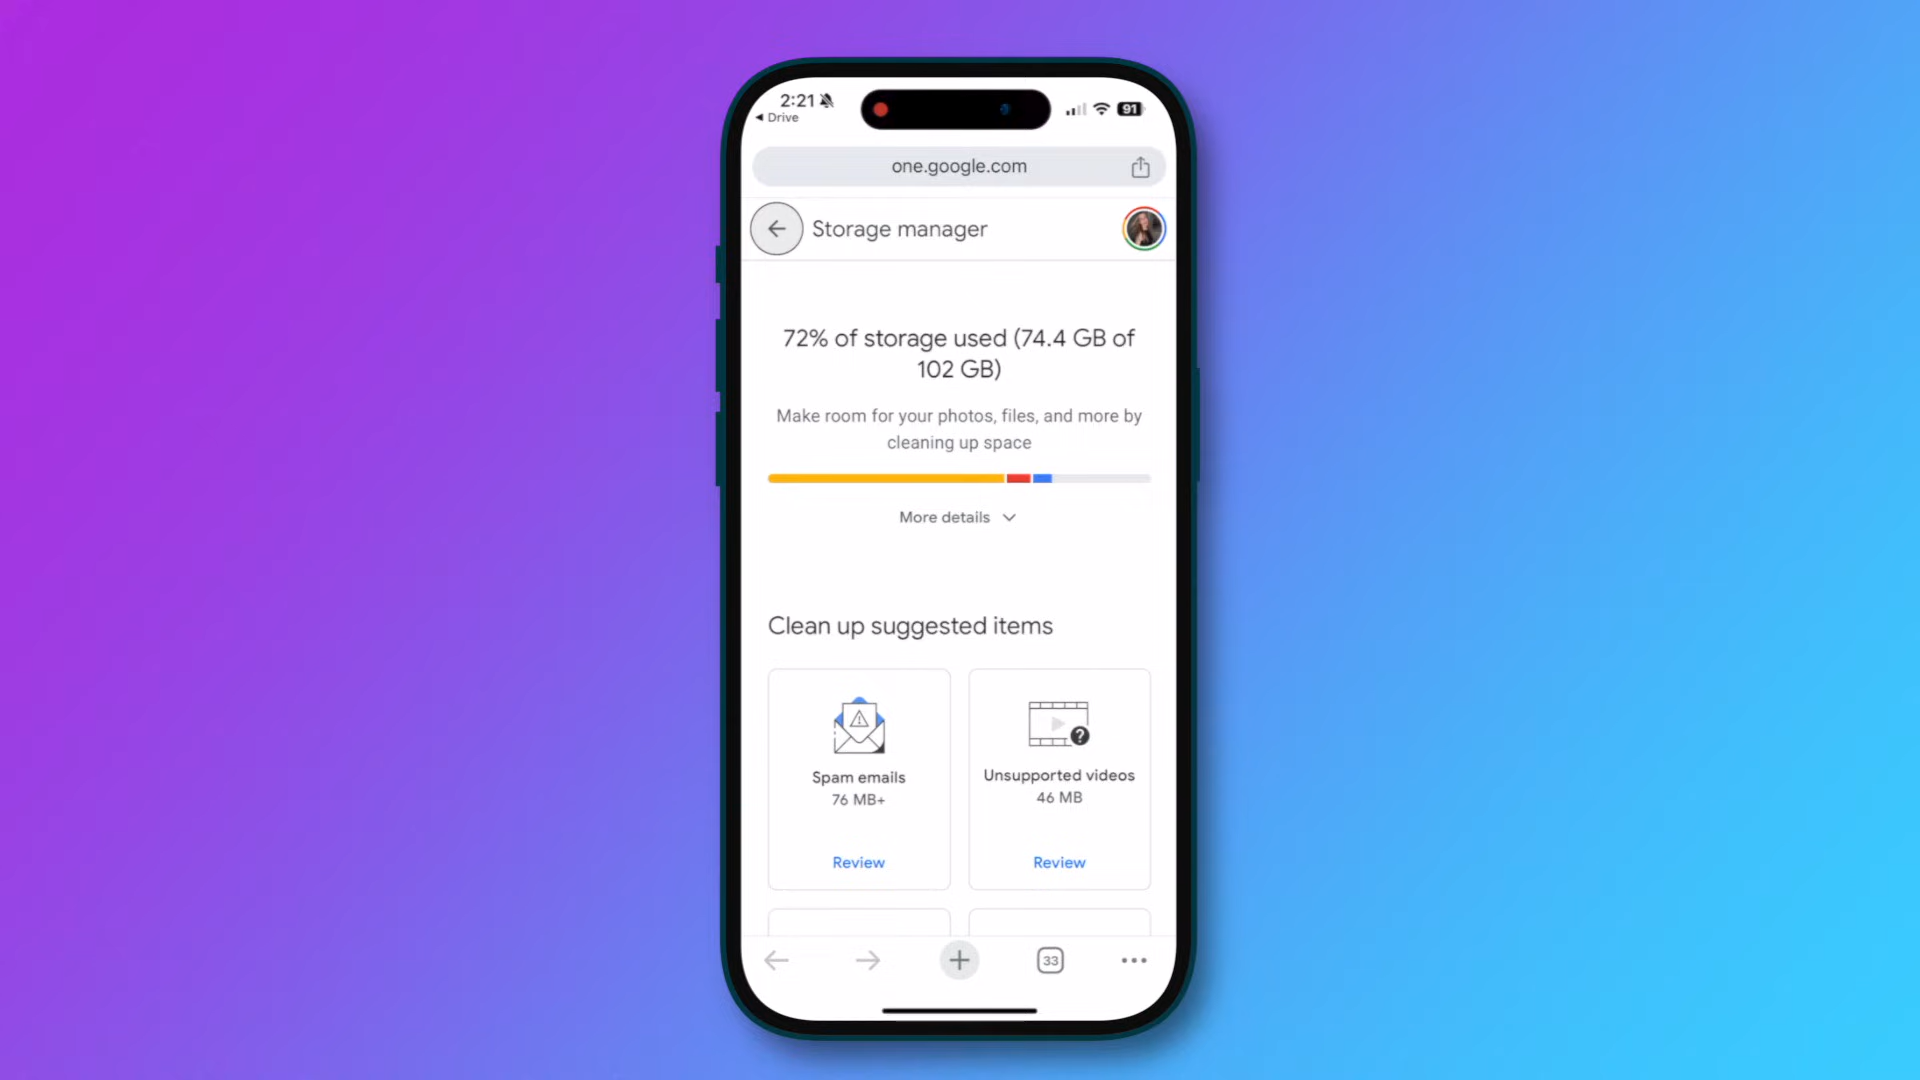 2:21
91
◀ Drive
one.google.com
Storage manager
72% of storage used (74.4 GB of
102 GB)
Make room for your photos, files, and more by
cleaning up space
More details
Clean up suggested items
Spam emails
76 MB+
Review
Unsupported videos
46 MB
Review
33